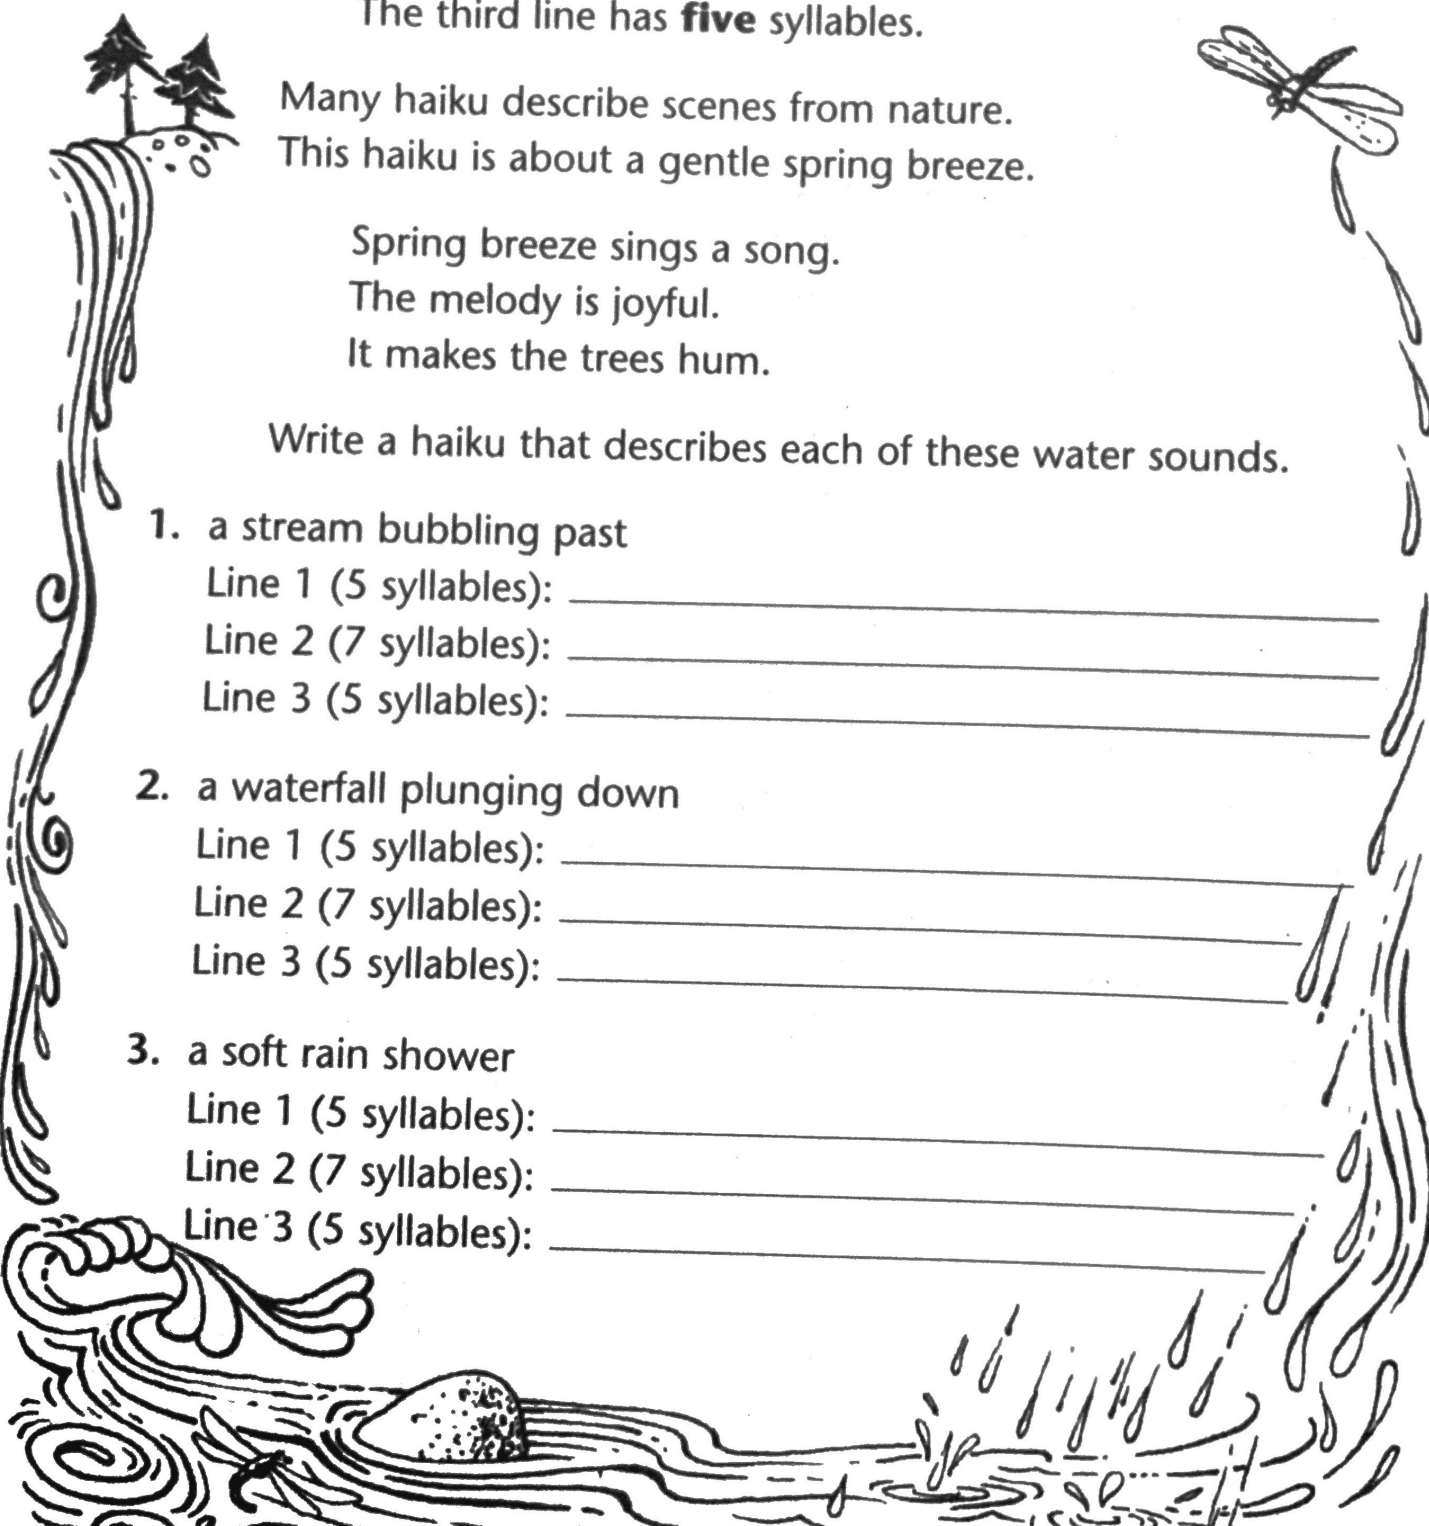 The third line has five syllables.
Many haiku describe scenes from nature.
This haiku is about a gentle spring breeze.
Spring breeze sings a song.
The melody is joyful.
It makes the trees hum.
Write a haiku that describes each of these water sounds.
1. a stream bubbling past
Line 1 (5 syllables):
Line 2 (7 syllables):
Line 3 (5 syllables):
2. a waterfall plunging down
Line 1 (5 syllables):
Line 2 (7 syllables):
Line 3 (5 syllables):
3. a soft rain shower
Line 1 (5 syllables):
Line 2 (7 syllables):
Line 3 (5 syllables):